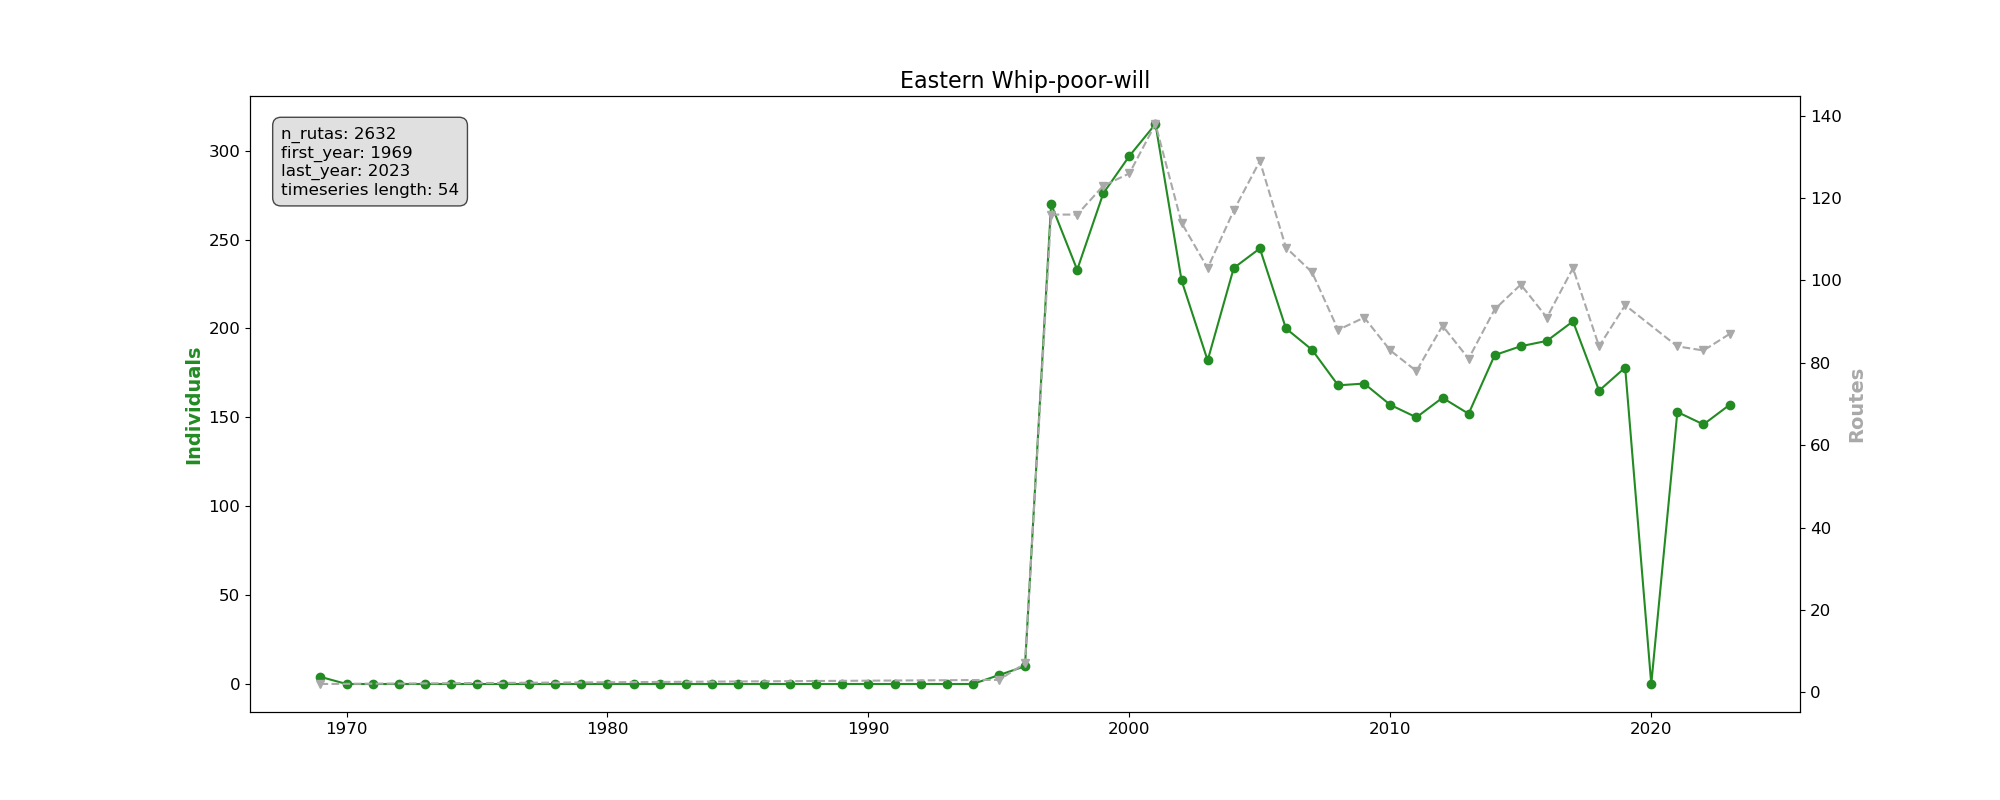 Eastern Whip-poor-will
n_rutas: 2632
first_year: 1969
last_year: 2023
timeseries length: 54
Individuals
300
250
200
150
100
50
0
140
120
100
80
60
40
20
0
Routes
1970 1980 1990 2000 2010 2020